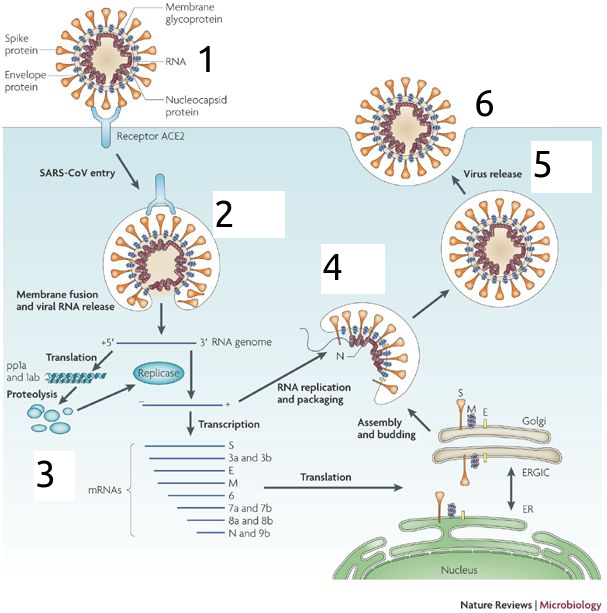 Membrane
glycoprotein
1
Spike
protein
RNA
Envelope
protein
Nucleocapsid
protein
6
Receptor ACE2
SARS-CoV entry
Virus release
5
2
4
Membrane fusion
and viral RNA release
+5′
3′ RNA genome
N
pp1a
and 1ab
Translation
Replicase
Proteolysis
RNA replication
and packaging
−
+
S
M
E
Transcription
Assembly
and budding
Golgi
3
mRNAs
S
3a and 3b
E
M
6
7a and 7b
8a and 8b
N and 9b
Translation
ERGIC
ER
Nucleus
Nature Reviews | Microbiology